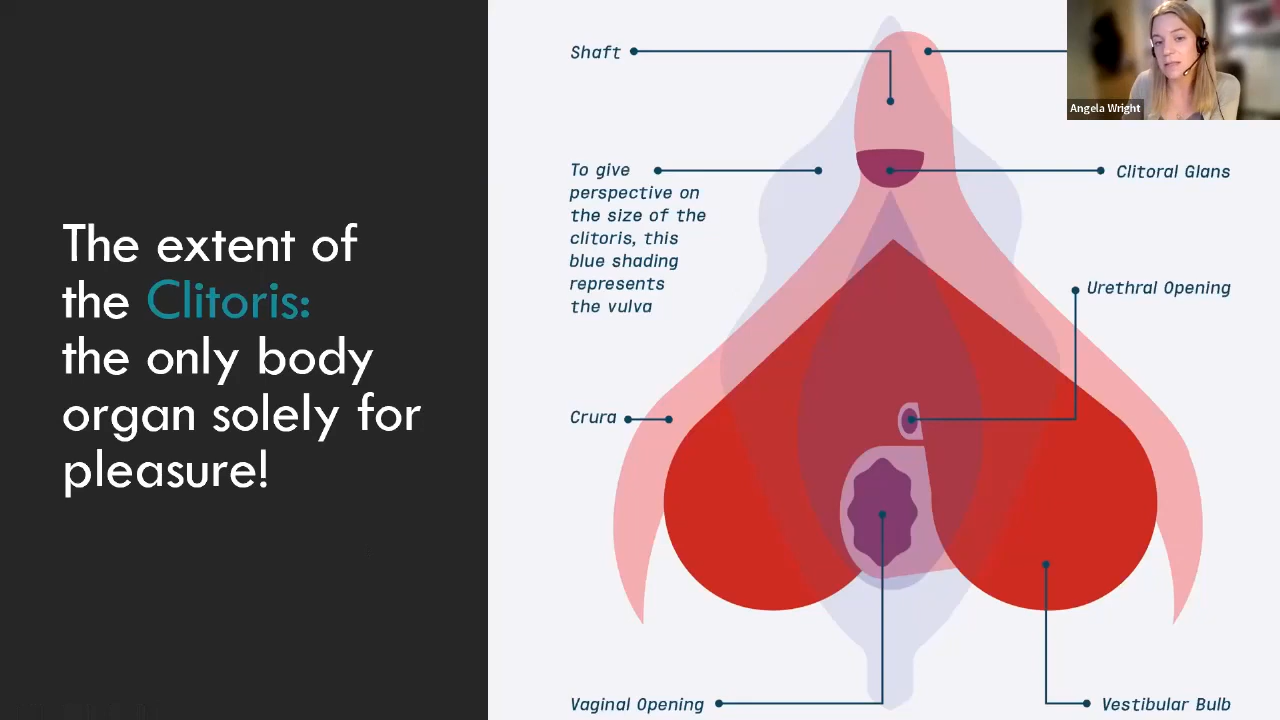 The extent of
the Clitoris:
the only body
organ solely for
pleasure!
Shaft
To give
perspective on
the size of the
clitoris, this
blue shading
represents
the vulva
Crura
Vaginal Opening
Angela Wright
Clitoral Glans
Urethral Opening
Vestibular Bulb